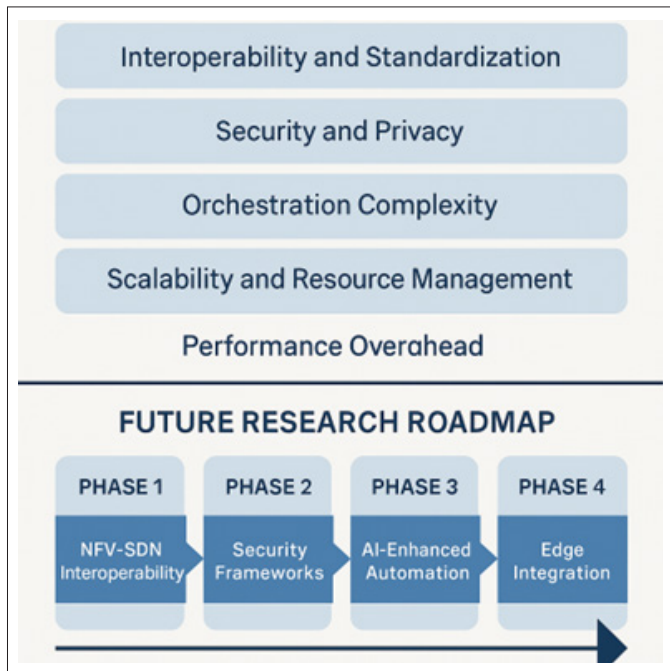 Interoperability and Standardization
Security and Privacy
Orchestration Complexity
Scalability and Resource Management
Performance Overahead
FUTURE RESEARCH ROADMAP
PHASE 1
NFV-SDN
Interoperability
PHASE 2
Security
Frameworks
PHASE 3
AI-Enhanced
Automation
PHASE 4
Edge
Integration